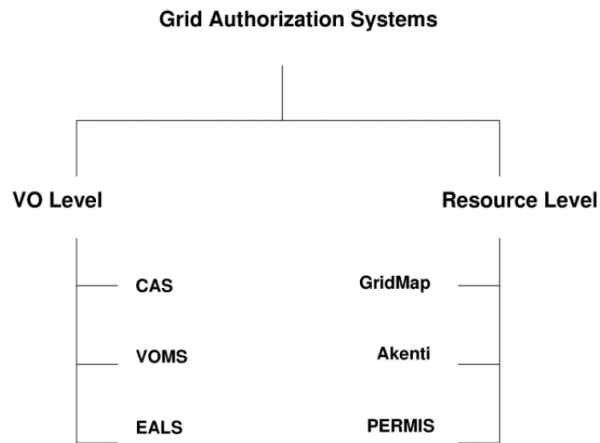 Grid Authorization Systems
VO Level
Resource Level
CAS
GridMap
VOMS
Akenti
EALS
PERMIS